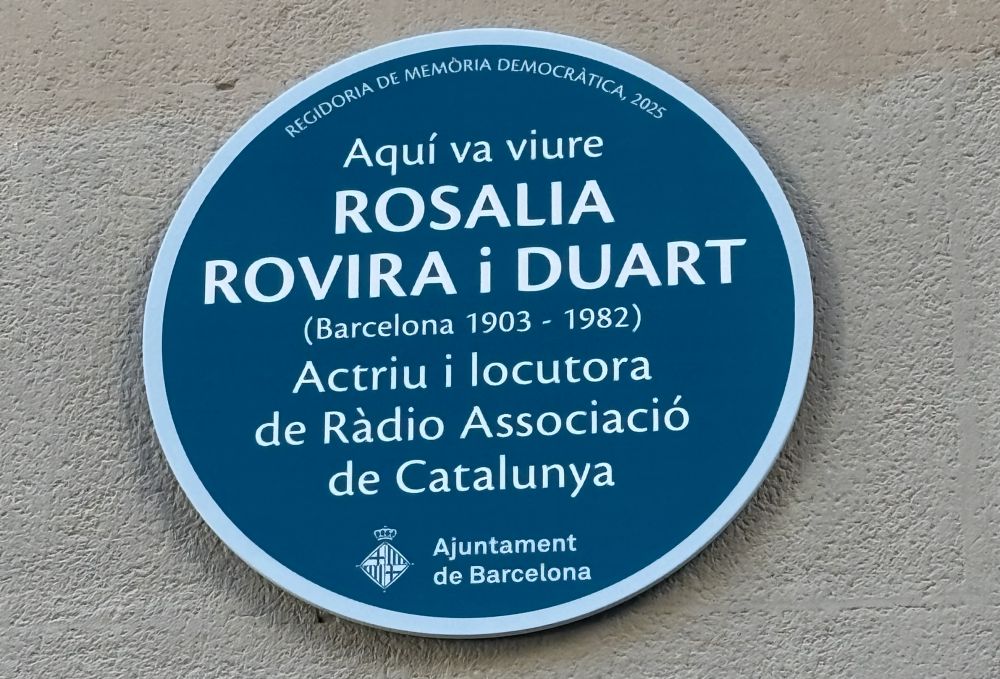 REGIDORIA DE MEMÒRIA DEMOCRÀTICA, 2025
Aquí va viure
ROSALIA
ROVIRA i DUART
(Barcelona 1903 - 1982)
Actriu i locutora
de Ràdio Associació
de Catalunya
Ajuntament
de Barcelona